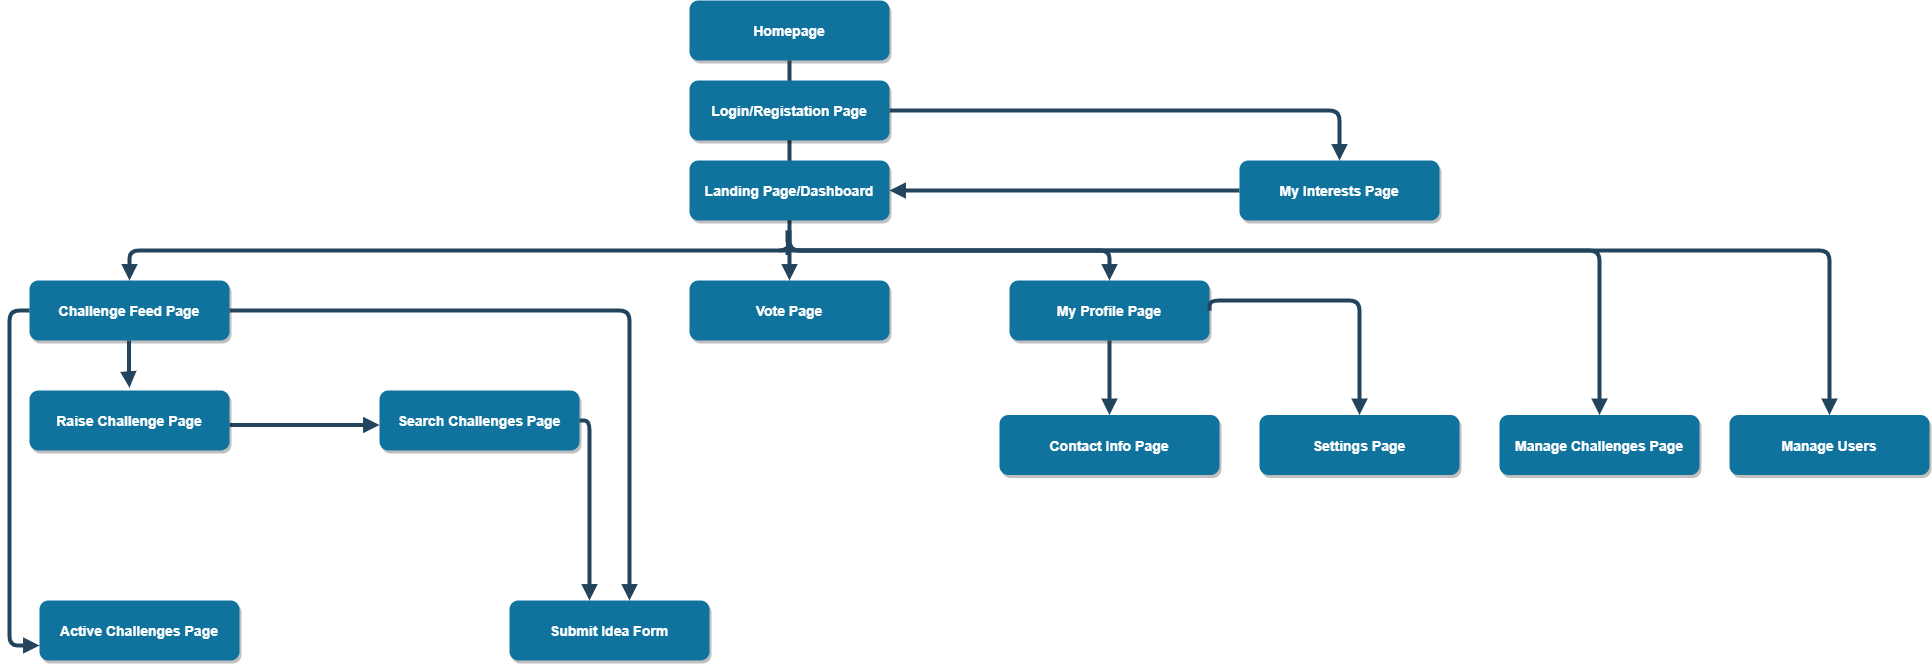 Homepage
Login/Registation Page
Landing Page/Dashboard
My Interests Page
Challenge Feed Page
Vote Page
My Profile Page
Raise Challenge Page
Search Challenges Page
Contact Info Page
Settings Page
Manage Challenges Page
Manage Users
Active Challenges Page
Submit Idea Form